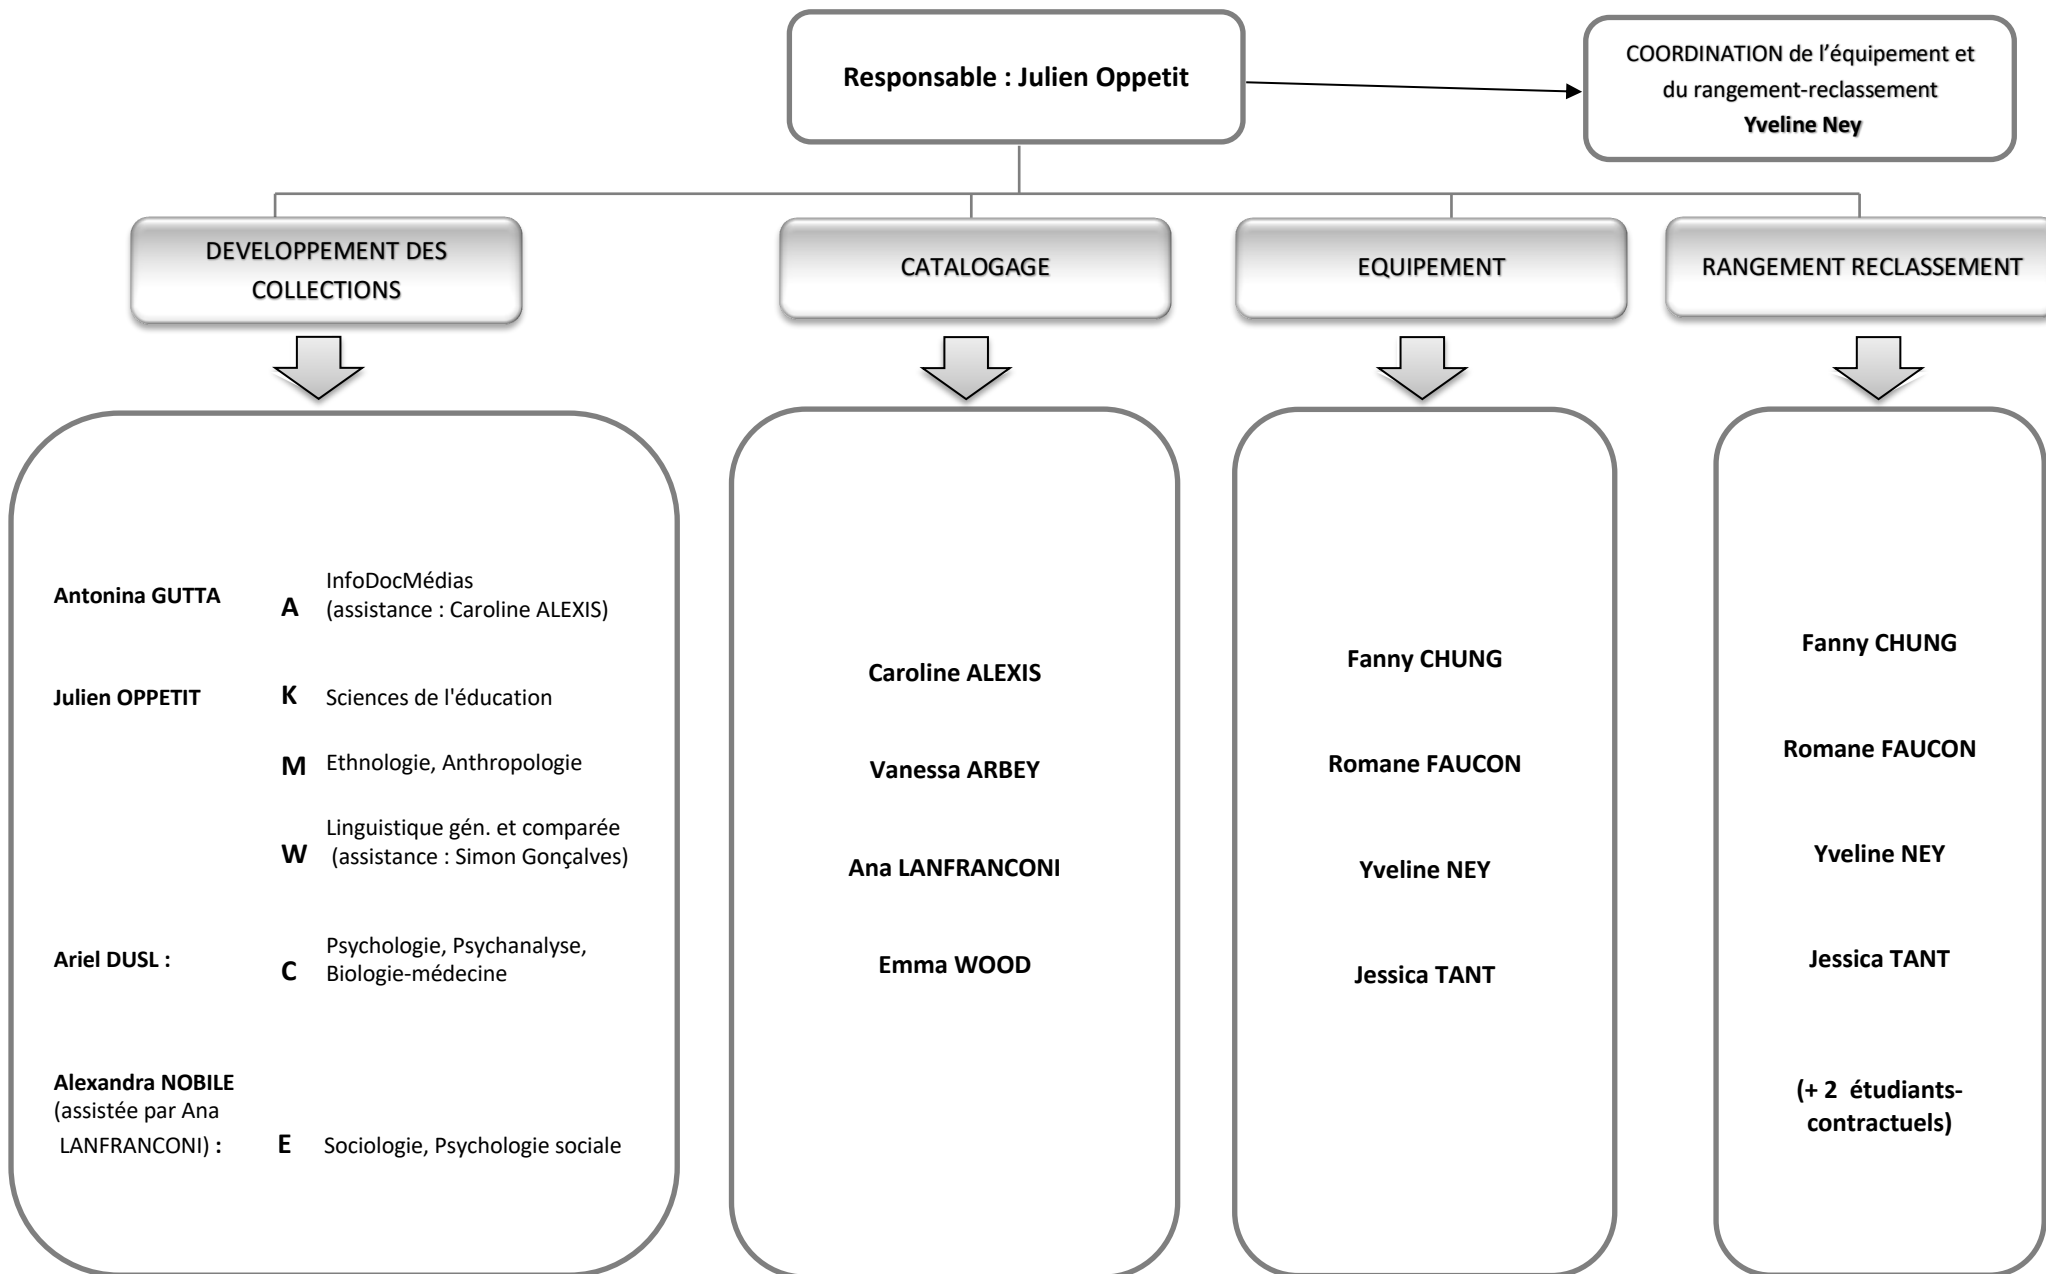 Responsable : Julien Oppetit
COORDINATION de l'équipement et
du rangement-reclassement
Yveline Ney
DEVELOPPEMENT DES
COLLECTIONS
CATALOGAGE
EQUIPEMENT
RANGEMENT RECLASSEMENT
Antonina GUTTA
A
InfoDocMédias
(assistance : Caroline ALEXIS)
Julien OPPETIT
K
Sciences de l'éducation
M
Ethnologie, Anthropologie
W
Linguistique gén. et comparée
(assistance : Simon Gonçalves)
Ariel DUSL :
C
Psychologie, Psychanalyse,
Biologie-médecine
Alexandra NOBILE
(assistée par Ana
LANFRANCONI) :
E
Sociologie, Psychologie sociale
Caroline ALEXIS
Vanessa ARBEY
Ana LANFRANCONI
Emma WOOD
Fanny CHUNG
Romane FAUCON
Yveline NEY
Jessica TANT
Fanny CHUNG
Romane FAUCON
Yveline NEY
Jessica TANT
(+ 2 étudiants-
contractuels)